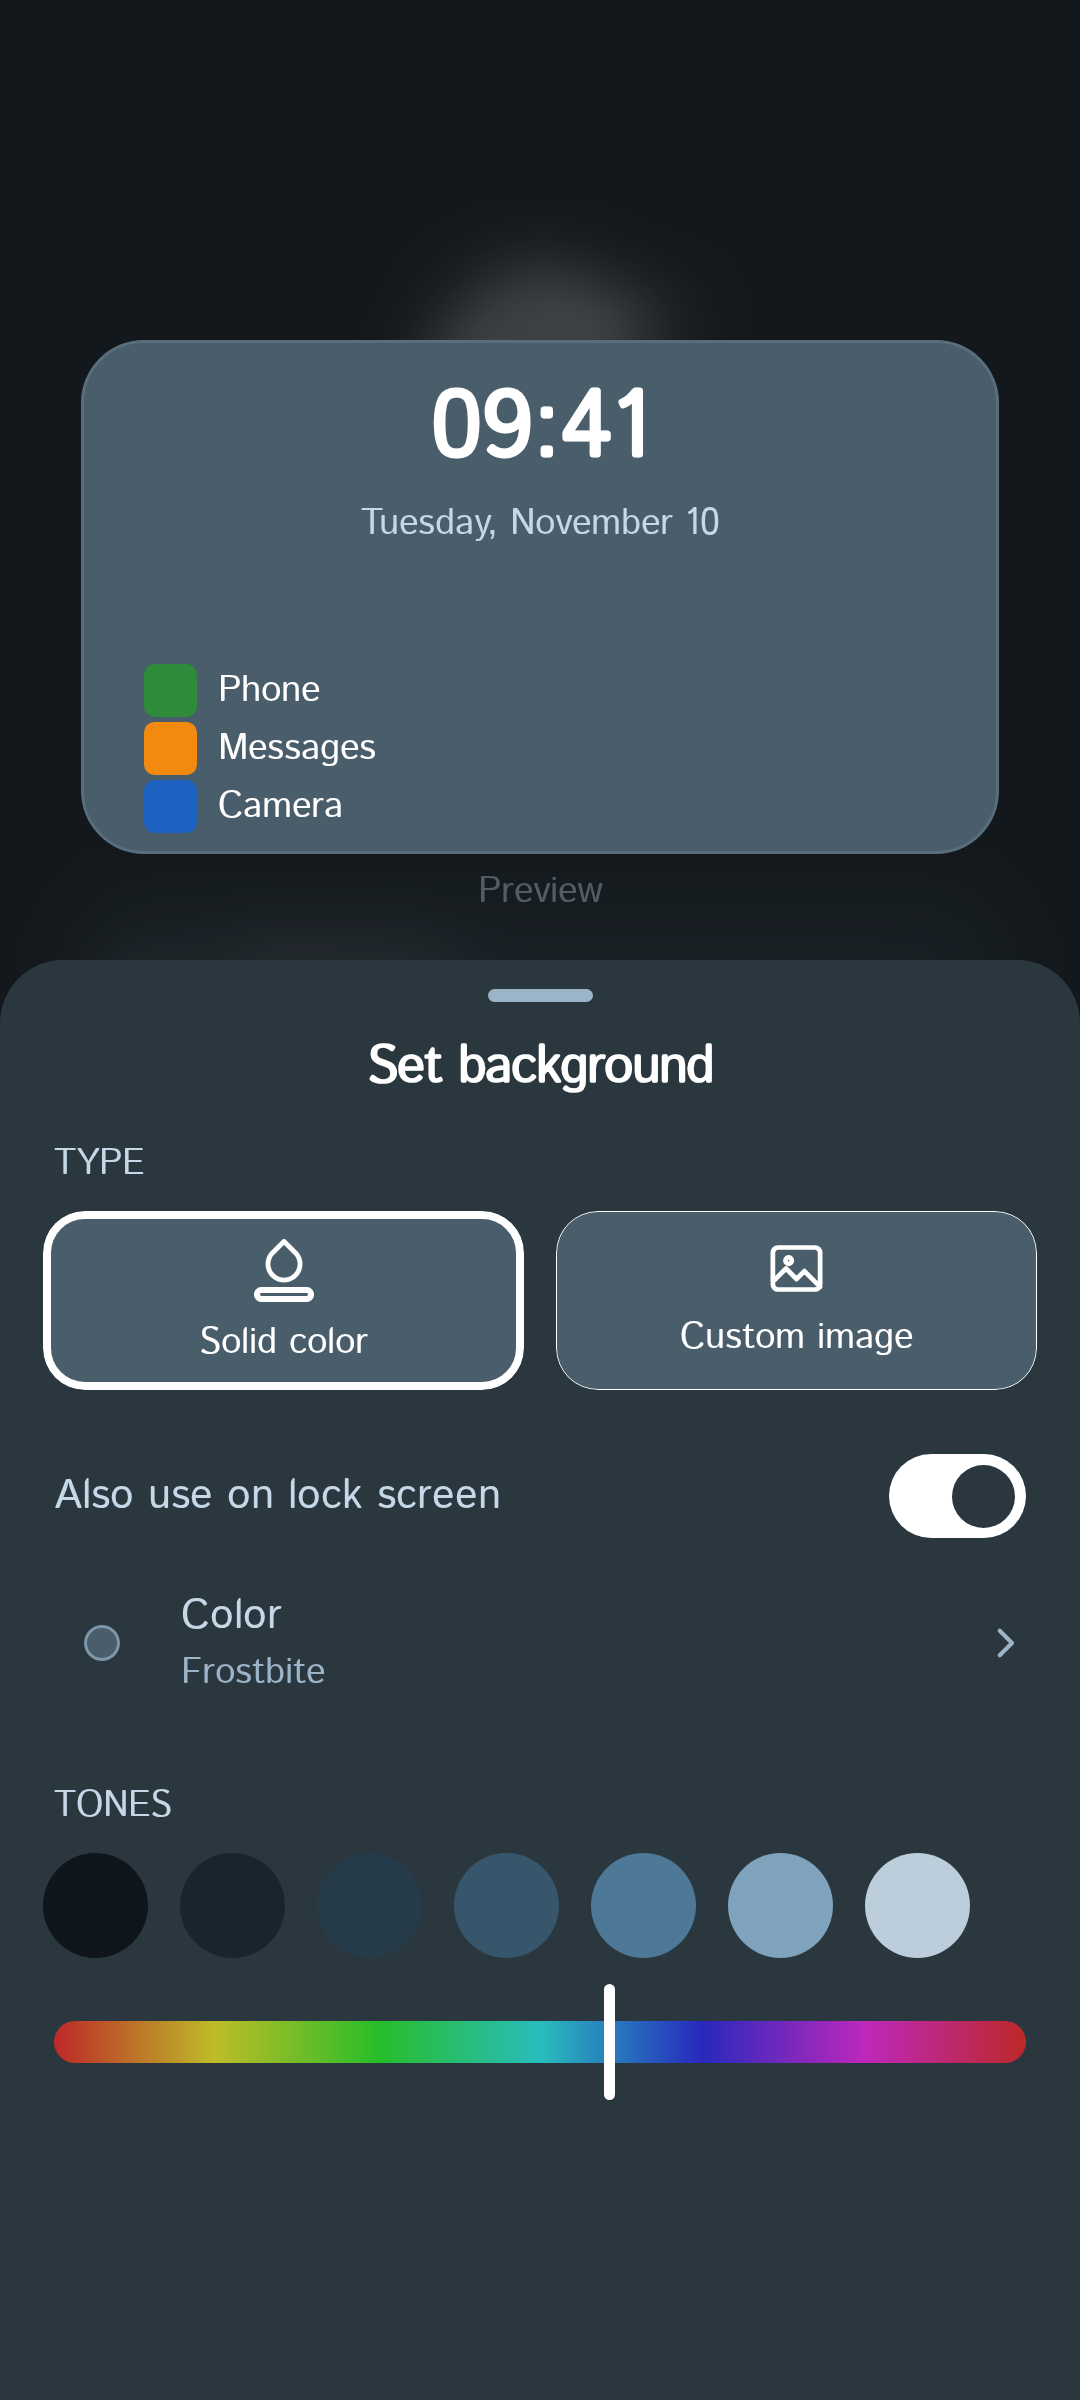 09:41
Tuesday, November 10
Phone
Messages
Camera
Preview
Set background
TYPE
Solid color
Custom image
Also use on lock screen
Color
Frostbite
TONES